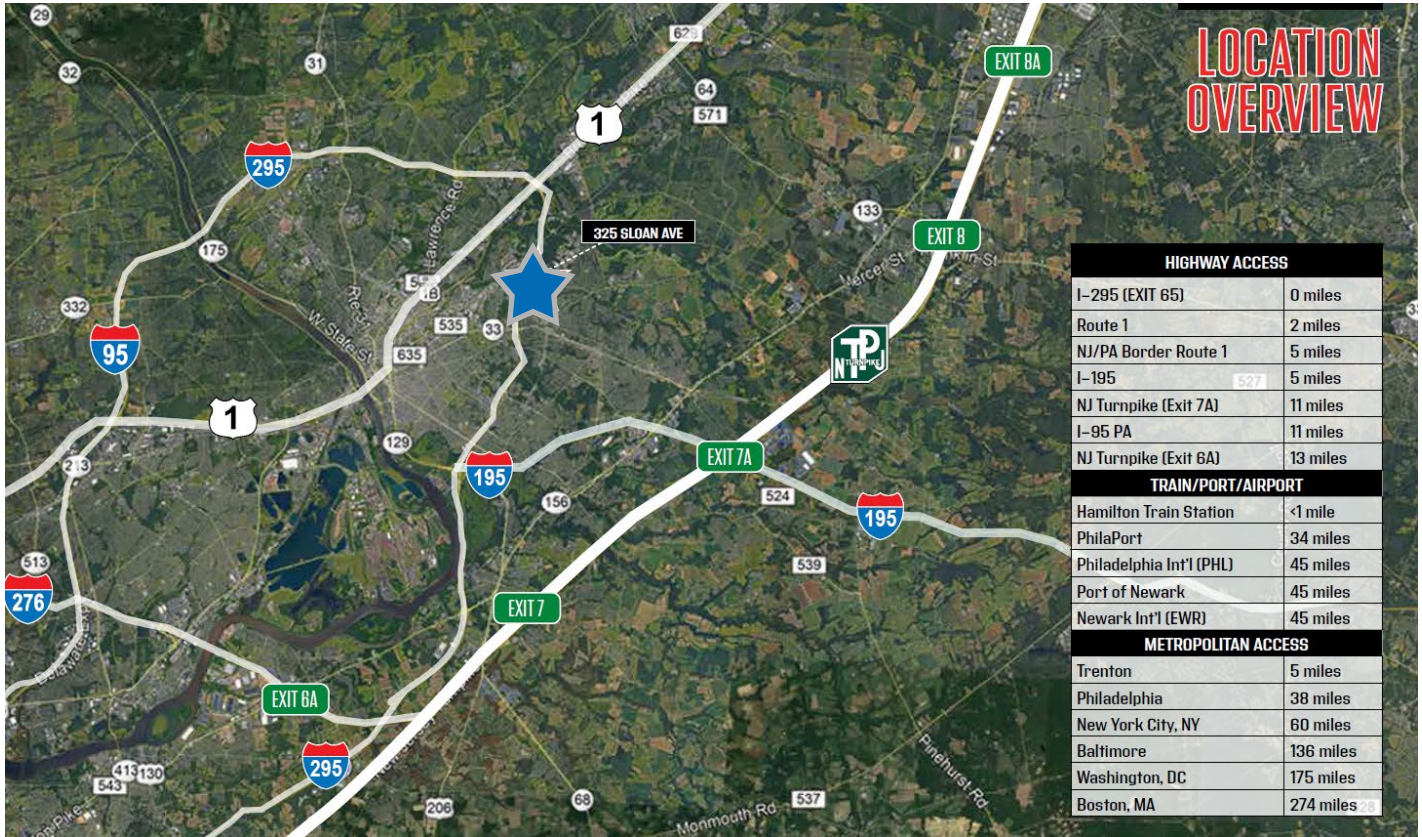 LOCATION
OVERVIEW
29
32
31
629
64
571
EXIT 8A
1
295
Lawrence Rd
325 SLOAN AVE
133
EXIT 8
Mercer St
175
332
1B
535
33
W State St
635
95
N TP J
TURNPIKE
1
129
213
195
EXIT 7A
156
524
195
539
513
276
EXIT 7
EXIT 6A
295
413
130
543
206
68
537
Monmouth Rd
Pinehurst Rd
527
HIGHWAY ACCESS
I-295 (EXIT 65) 0 miles
Route 1 2 miles
NJ/PA Border Route 1 5 miles
I-195 5 miles
NJ Turnpike (Exit 7A) 11 miles
I-95 PA 11 miles
NJ Turnpike (Exit 6A) 13 miles
TRAIN/PORT/AIRPORT
Hamilton Train Station <1 mile
PhilaPort 34 miles
Philadelphia Int'l (PHL) 45 miles
Port of Newark 45 miles
Newark Int'l (EWR) 45 miles
METROPOLITAN ACCESS
Trenton 5 miles
Philadelphia 38 miles
New York City, NY 60 miles
Baltimore 136 miles
Washington, DC 175 miles
Boston, MA 274 miles